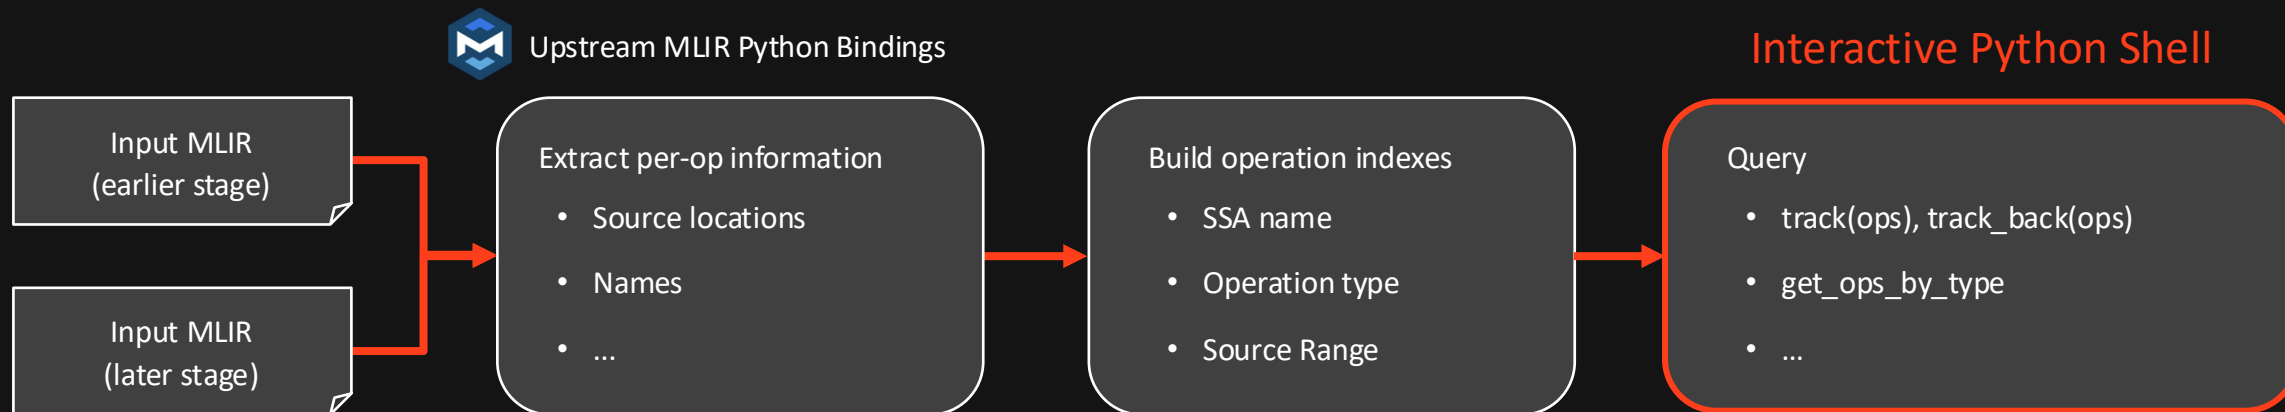 Upstream MLIR Python Bindings
Interactive Python Shell
Input MLIR
(earlier stage)
Input MLIR
(later stage)
Extract per-op information
• Source locations
• Names
• ...
Build operation indexes
• SSA name
• Operation type
• Source Range
Query
• track(ops), track_back(ops)
• get_ops_by_type
• ...